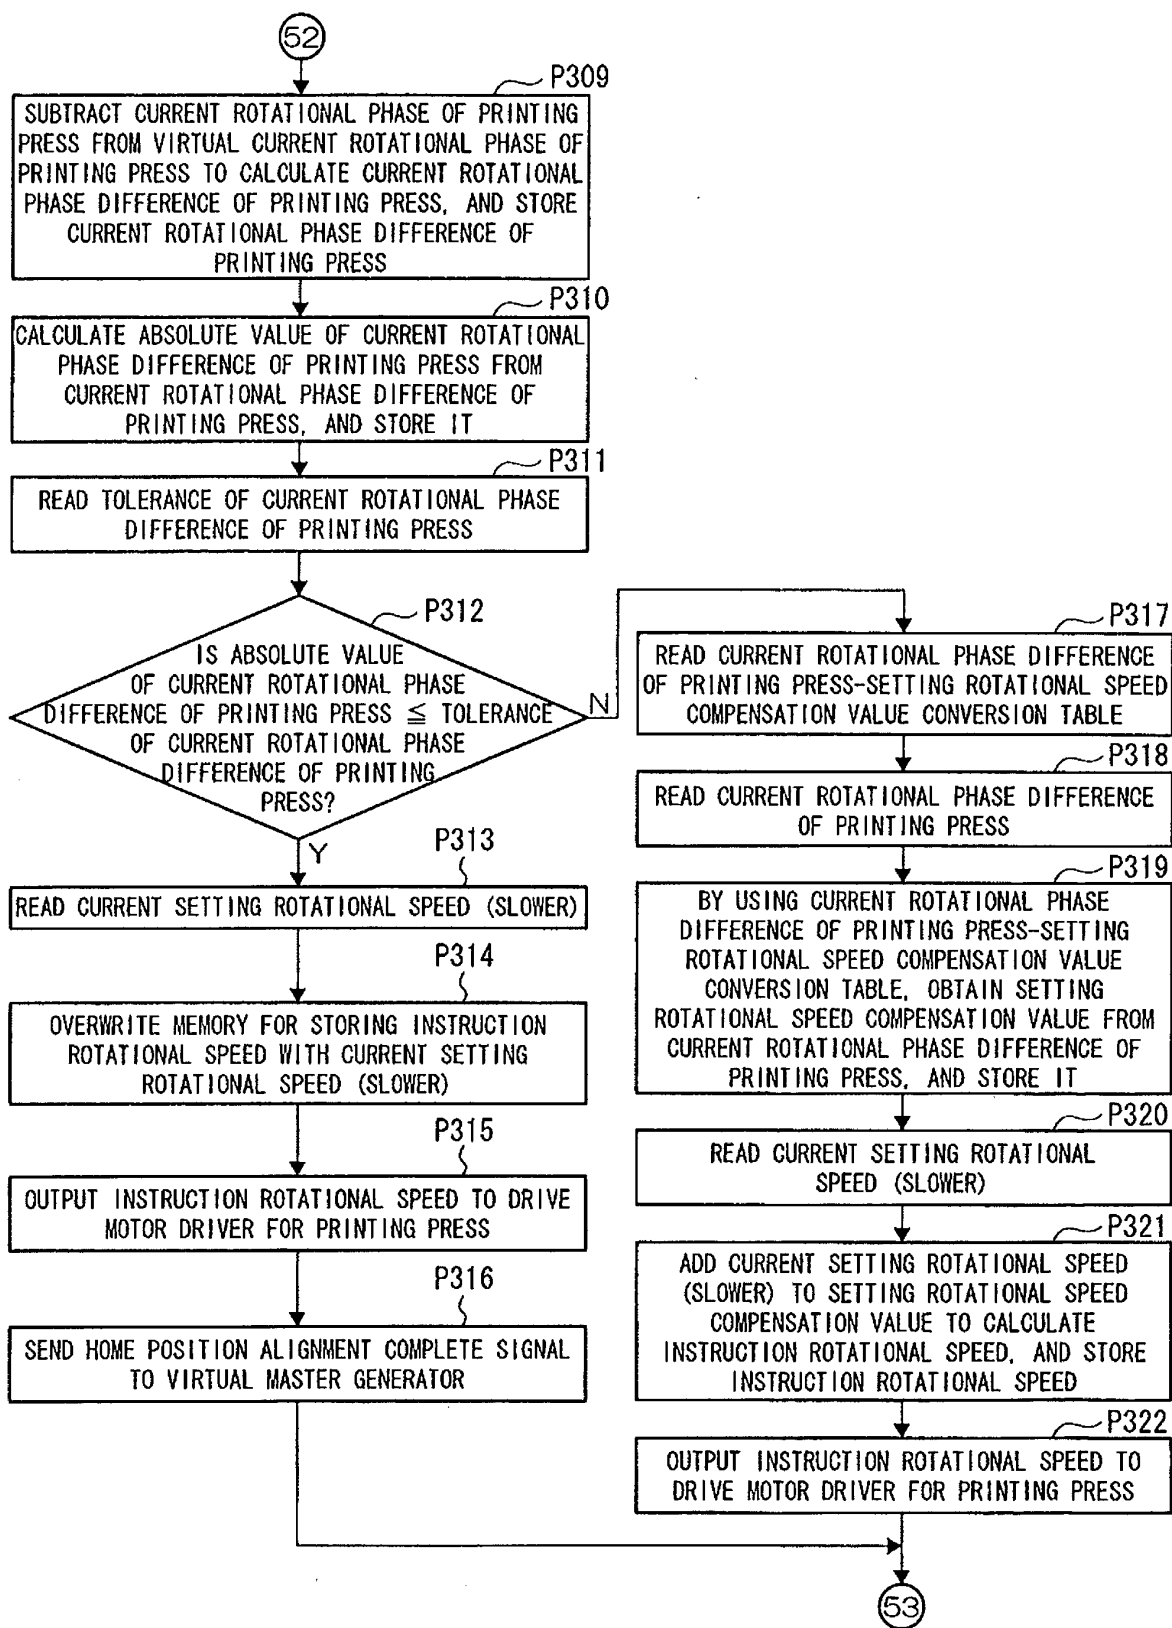 52
P309
SUBTRACT CURRENT ROTATIONAL PHASE OF PRINTING
PRESS FROM VIRTUAL CURRENT ROTATIONAL PHASE OF
PRINTING PRESS TO CALCULATE CURRENT ROTATIONAL
PHASE DIFFERENCE OF PRINTING PRESS, AND STORE
CURRENT ROTATIONAL PHASE DIFFERENCE OF
PRINTING PRESS
P310
CALCULATE ABSOLUTE VALUE OF CURRENT ROTATIONAL
PHASE DIFFERENCE OF PRINTING PRESS FROM
CURRENT ROTATIONAL PHASE DIFFERENCE OF
PRINTING PRESS, AND STORE IT
P311
READ TOLERANCE OF CURRENT ROTATIONAL PHASE
DIFFERENCE OF PRINTING PRESS
P312
IS ABSOLUTE VALUE
OF CURRENT ROTATIONAL PHASE
DIFFERENCE OF PRINTING PRESS ≦ TOLERANCE
OF CURRENT ROTATIONAL PHASE
DIFFERENCE OF PRINTING
PRESS?
N
Y
P313
READ CURRENT SETTING ROTATIONAL SPEED (SLOWER)
P314
OVERWRITE MEMORY FOR STORING INSTRUCTION
ROTATIONAL SPEED WITH CURRENT SETTING
ROTATIONAL SPEED (SLOWER)
P315
OUTPUT INSTRUCTION ROTATIONAL SPEED TO DRIVE
MOTOR DRIVER FOR PRINTING PRESS
P316
SEND HOME POSITION ALIGNMENT COMPLETE SIGNAL
TO VIRTUAL MASTER GENERATOR
P317
READ CURRENT ROTATIONAL PHASE DIFFERENCE
OF PRINTING PRESS-SETTING ROTATIONAL SPEED
COMPENSATION VALUE CONVERSION TABLE
P318
READ CURRENT ROTATIONAL PHASE DIFFERENCE
OF PRINTING PRESS
P319
BY USING CURRENT ROTATIONAL PHASE
DIFFERENCE OF PRINTING PRESS-SETTING
ROTATIONAL SPEED COMPENSATION VALUE
CONVERSION TABLE, OBTAIN SETTING
ROTATIONAL SPEED COMPENSATION VALUE FROM
CURRENT ROTATIONAL PHASE DIFFERENCE OF
PRINTING PRESS, AND STORE IT
P320
READ CURRENT SETTING ROTATIONAL
SPEED (SLOWER)
P321
ADD CURRENT SETTING ROTATIONAL SPEED
(SLOWER) TO SETTING ROTATIONAL SPEED
COMPENSATION VALUE TO CALCULATE
INSTRUCTION ROTATIONAL SPEED, AND STORE
INSTRUCTION ROTATIONAL SPEED
P322
OUTPUT INSTRUCTION ROTATIONAL SPEED TO
DRIVE MOTOR DRIVER FOR PRINTING PRESS
53